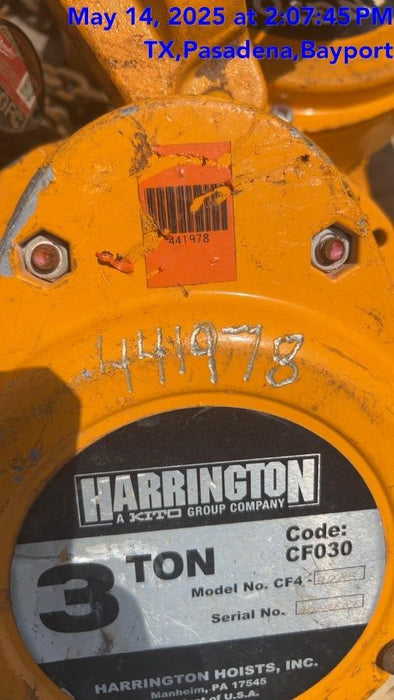 May 14, 2025 at 2:07:45 PM
TX,Pasadena,Bayport
441978
441978
HARRINGTON
A KITO GROUP COMPANY
3 TON
Code:
CF030
Model No. CF4-
Serial No.
HARRINGTON HOISTS, INC.
Manheim, PA 17545
of U.S.A.